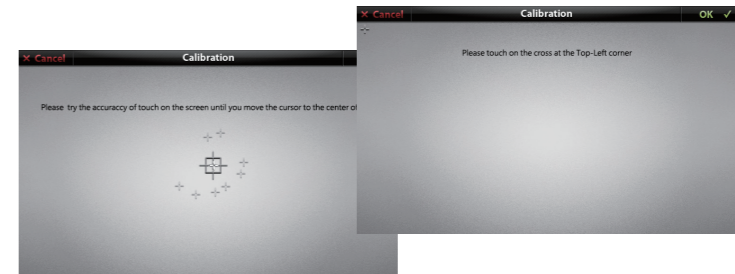 × Cancel Calibration OK ✓
Please touch on the cross at the Top-Left corner
× Cancel Calibration
Please try the accuraccy of touch on the screen until you move the cursor to the center of